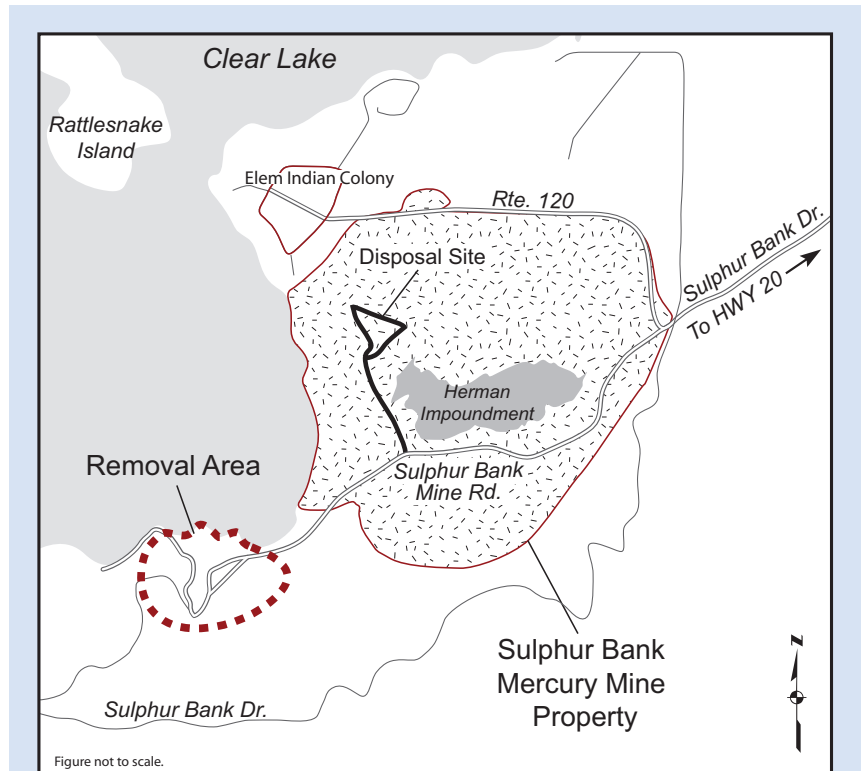 Clear Lake
Rattlesnake
Island
Elem Indian Colony
Rte. 120
Disposal Site
Sulphur Bank Dr.
To HWY 20
Herman
Impoundment
Removal Area
Sulphur Bank
Mine Rd.
Sulphur Bank
Mercury Mine
Property
Sulphur Bank Dr.
Figure not to scale.
N